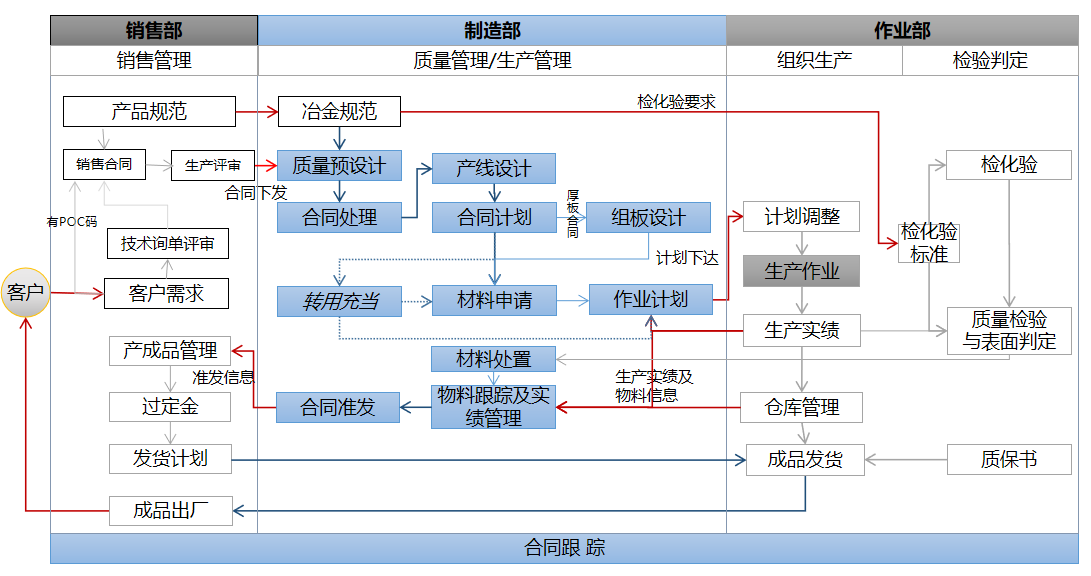 销售部
制造部
作业部
销售管理
质量管理/生产管理
组织生产
检验判定
产品规范
冶金规范
检化验要求
销售合同
生产评审
质量预设计
产线设计
检化验
合同下发
有POC码
合同处理
合同计划
厚
板
合
同
组板设计
计划调整
检化验
标准
技术询单评审
计划下达
生产作业
客户
客户需求
转用充当
材料申请
作业计划
生产实绩
质量检验
与表面判定
产成品管理
材料处置
准发信息
生产实绩及
物料信息
过定金
合同准发
物料跟踪及实
绩管理
仓库管理
发货计划
成品发货
质保书
成品出厂
合同跟 踪